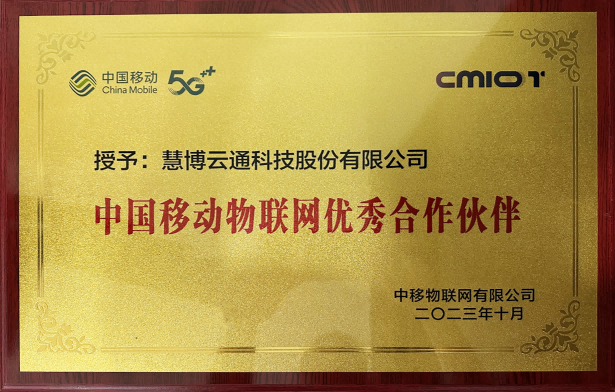 中国移动 China Mobile 5G++ CMIOT
授予：慧博云通科技股份有限公司
中国移动物联网优秀合作伙伴
中移物联网有限公司
二〇二三年十月